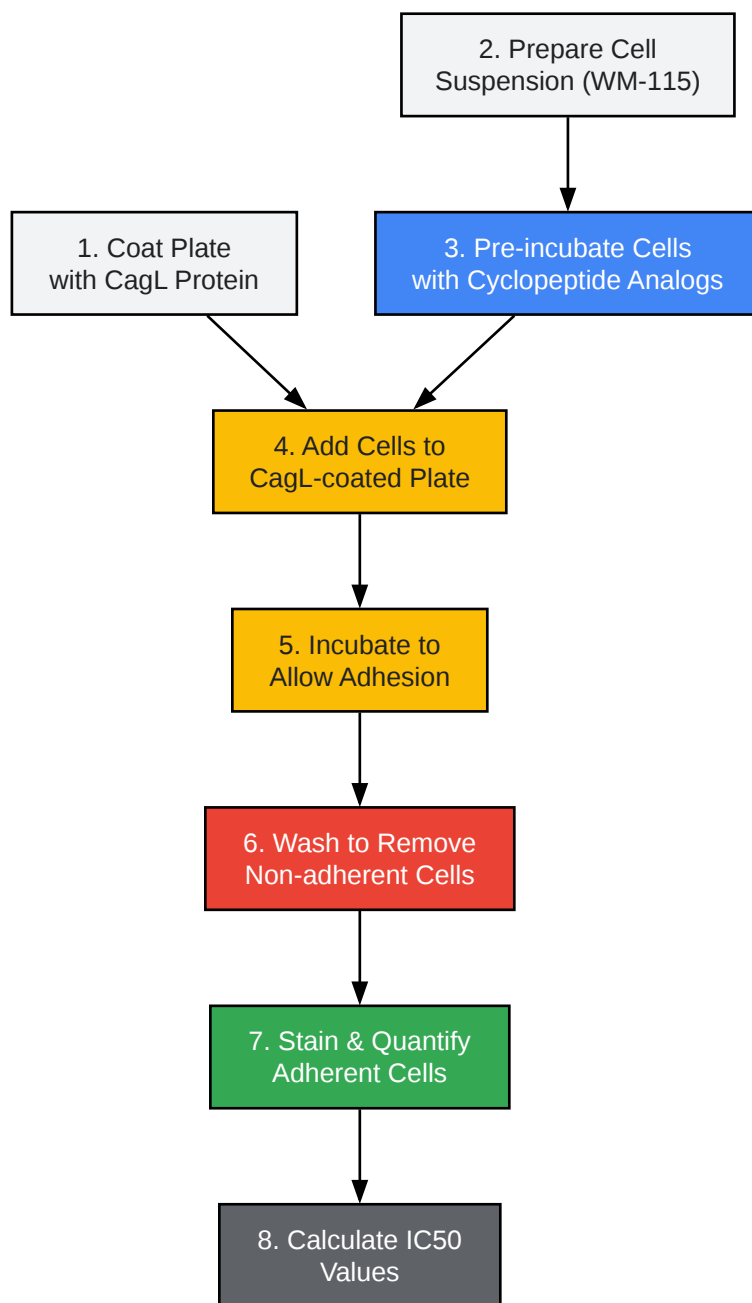 2. Prepare Cell
Suspension (WM-115)
1. Coat Plate
with CagL Protein
3. Pre-incubate Cells
with Cyclopeptide Analogs
4. Add Cells to
CagL-coated Plate
5. Incubate to
Allow Adhesion
6. Wash to Remove
Non-adherent Cells
7. Stain & Quantify
Adherent Cells
8. Calculate IC50
Values